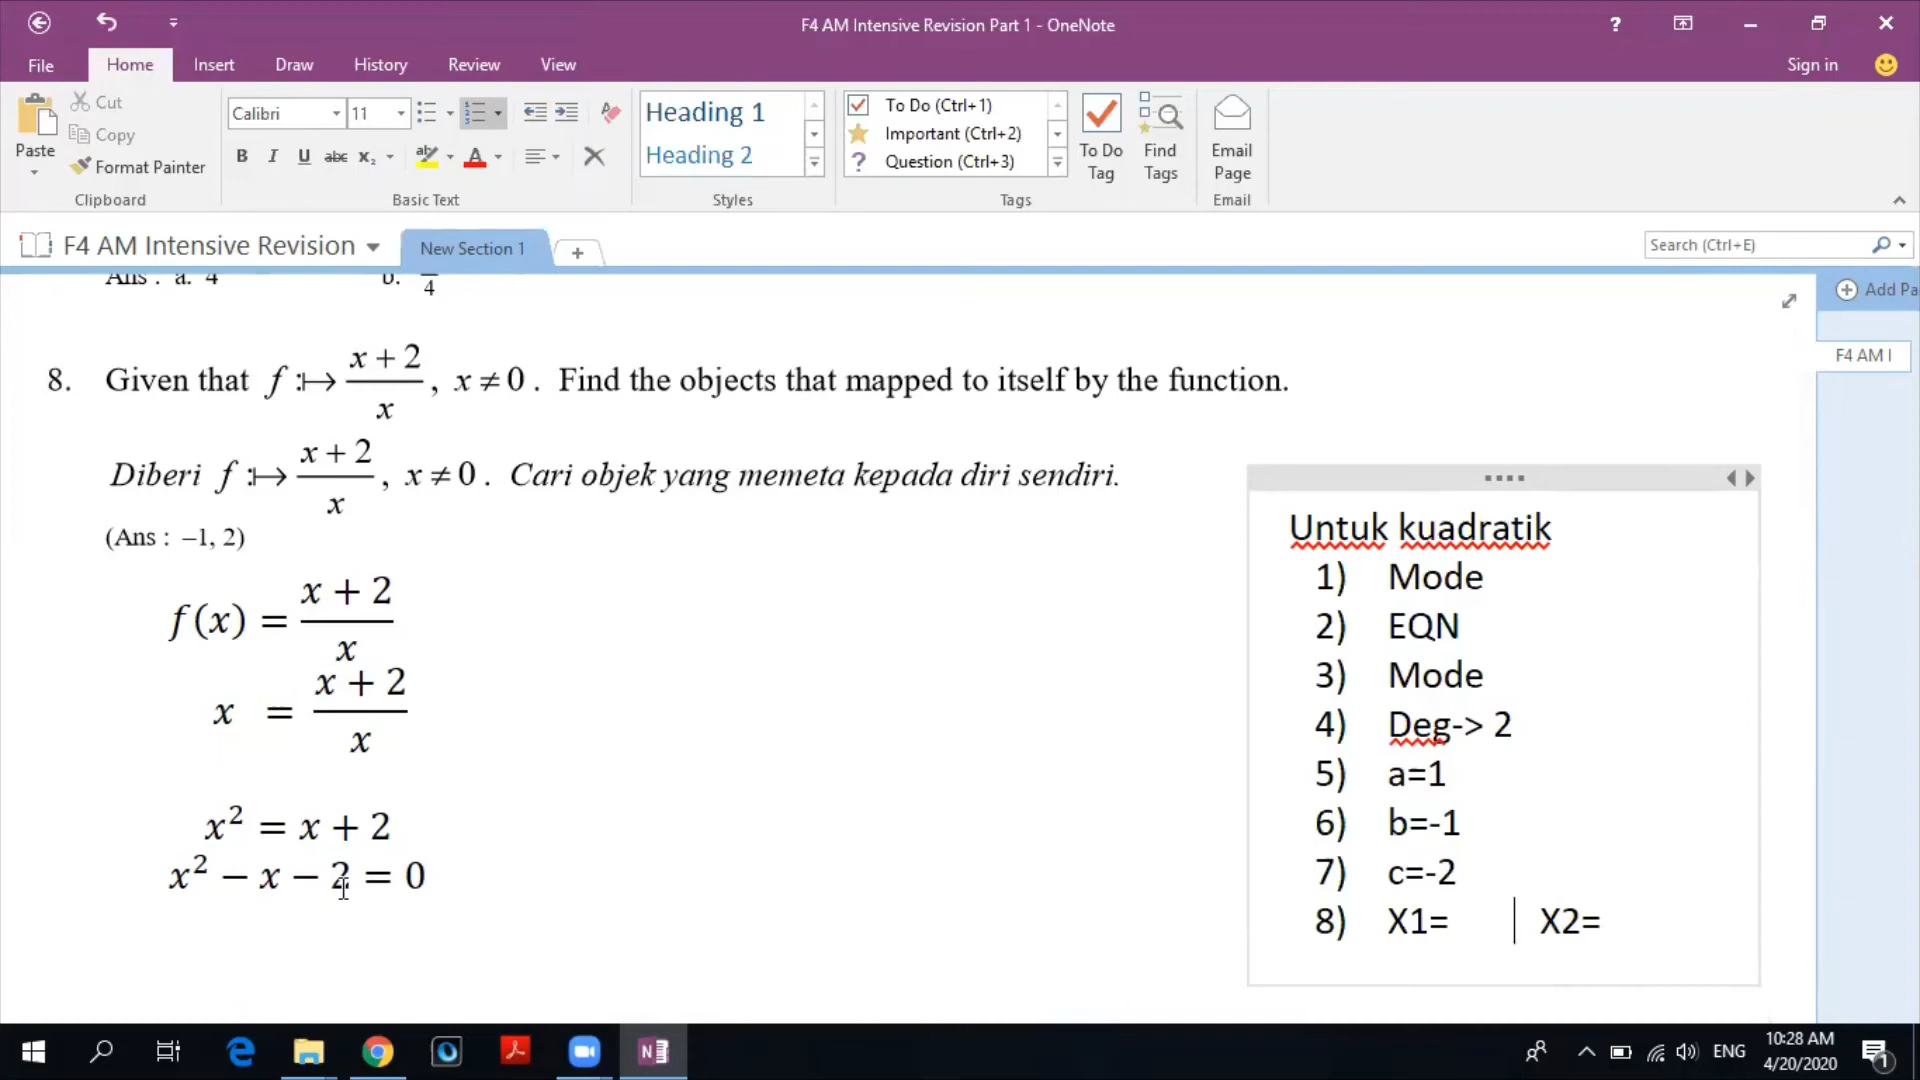 F4 AM Intensive Revision Part 1 - OneNote
File Home Insert Draw History Review View Sign in
Paste Cut Copy Format Painter
Calibri 11
Heading 1
Heading 2
To Do (Ctrl+1)
Important (Ctrl+2)
Question (Ctrl+3)
To Do Tag
Find Tags
Email Page
Clipboard Basic Text Styles Tags Email
F4 AM Intensive Revision New Section 1 Search (Ctrl+E)
Add Pa
F4 AM I
Ans : a. 4 b. 4
8. Given that f :↦ (x + 2)/x , x ≠ 0 . Find the objects that mapped to itself by the function.
Diberi f :↦ (x + 2)/x , x ≠ 0 . Cari objek yang memeta kepada diri sendiri.
(Ans : –1, 2)
f(x) = (x + 2)/x
x = (x + 2)/x
x² = x + 2
x² − x − 2 = 0
Untuk kuadratik
1) Mode
2) EQN
3) Mode
4) Deg-> 2
5) a=1
6) b=-1
7) c=-2
8) X1= X2=
ENG
10:28 AM
4/20/2020
1